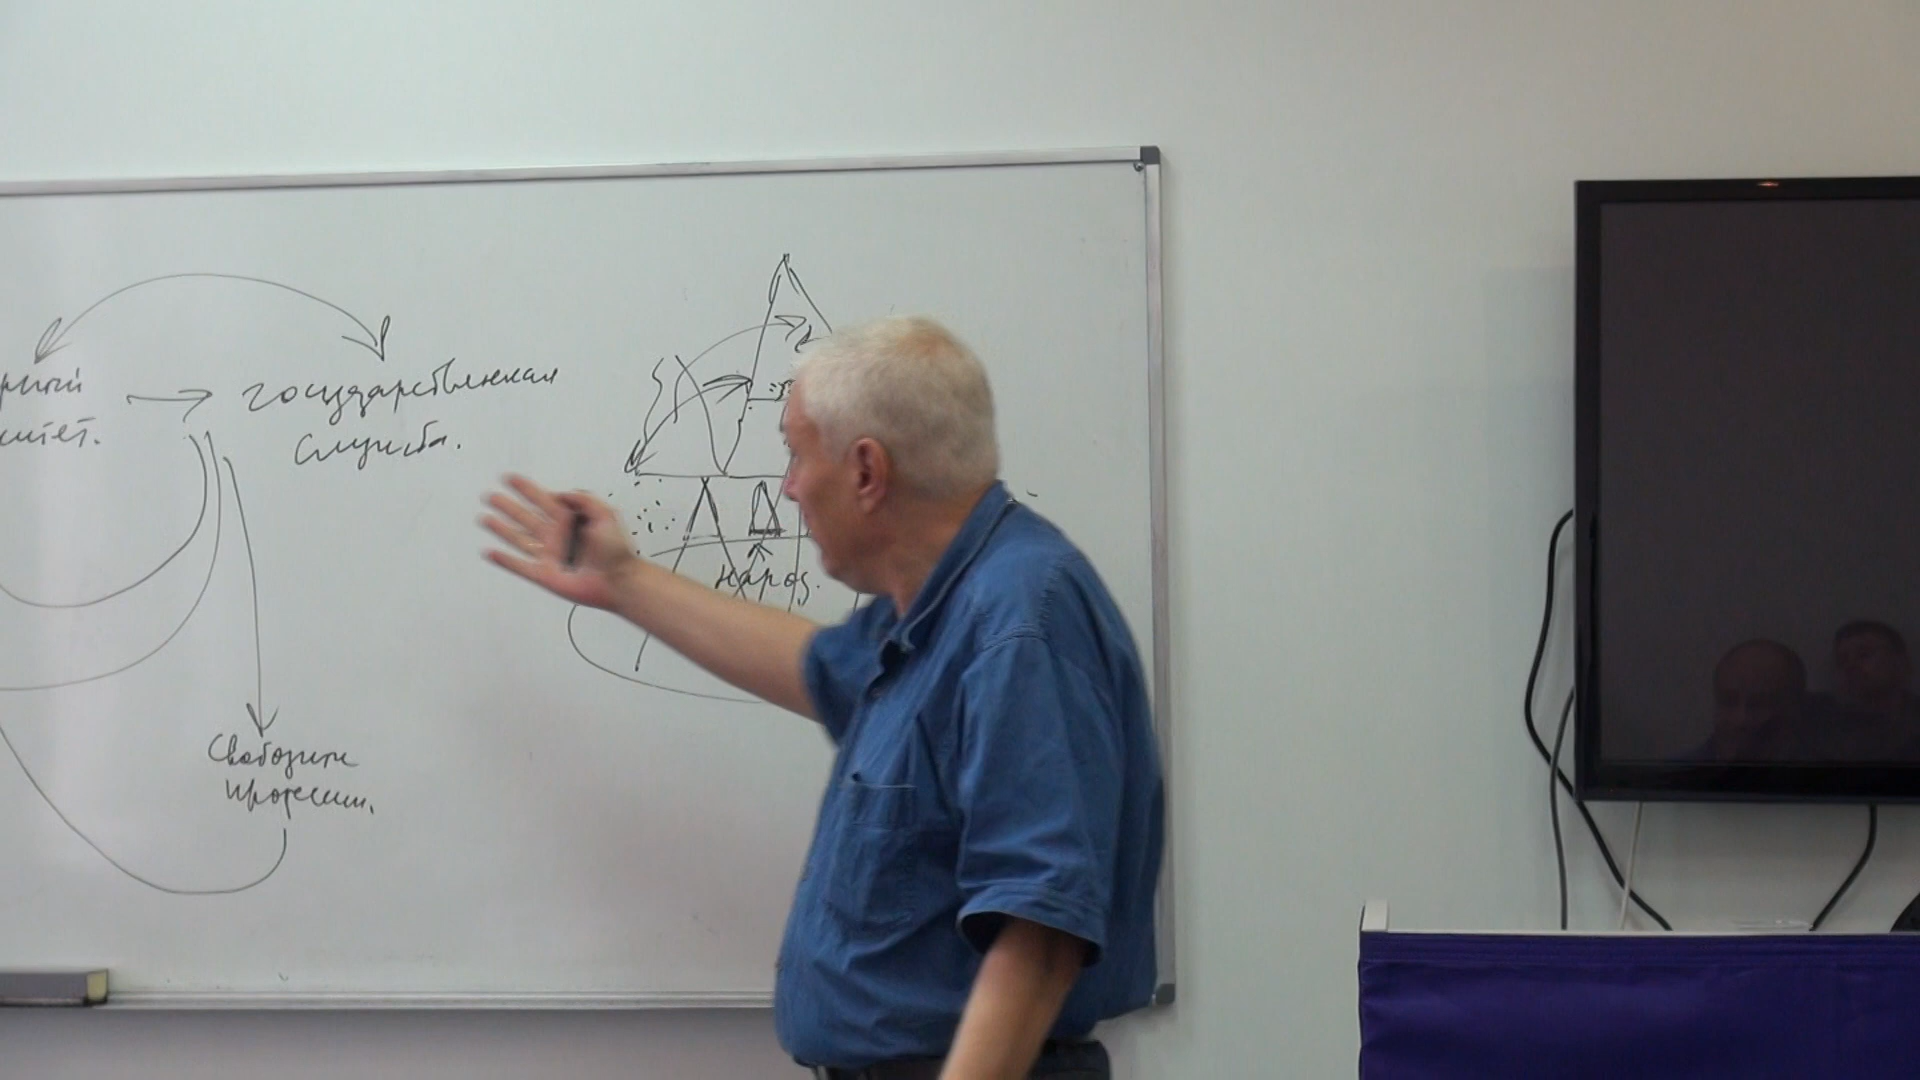 государственная
служба.
народ.
Свободные
профессии.